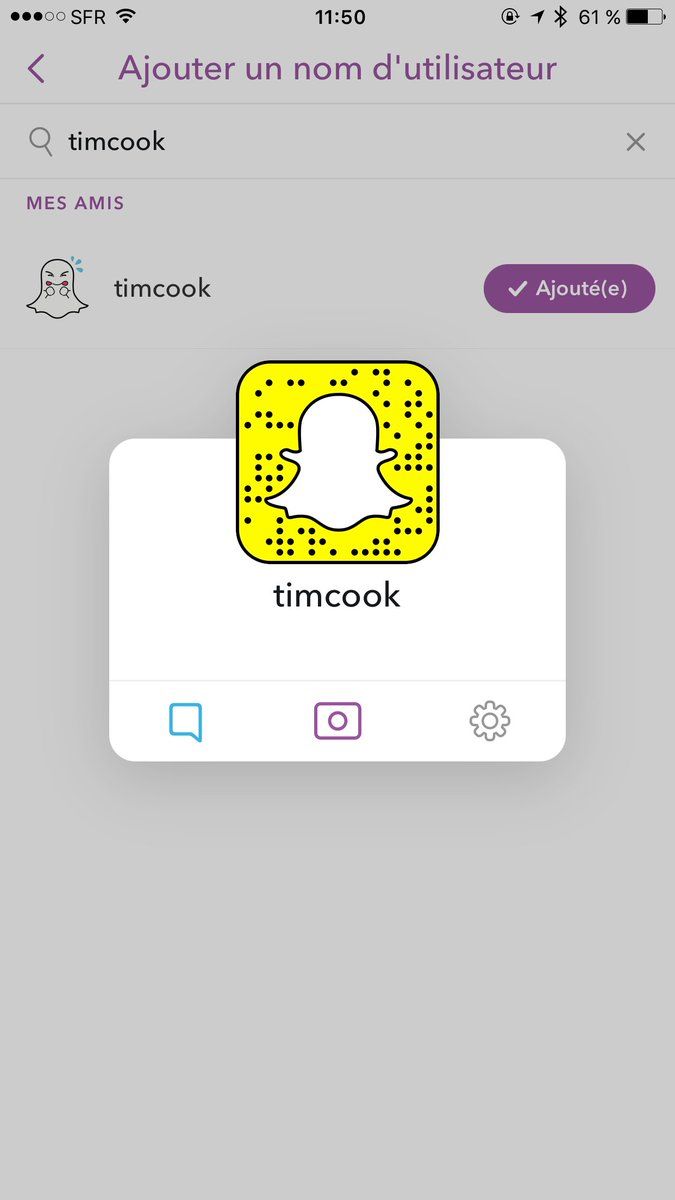 SFR 11:50 61 %
Ajouter un nom d'utilisateur
timcook
MES AMIS
timcook
Ajouté(e)
timcook